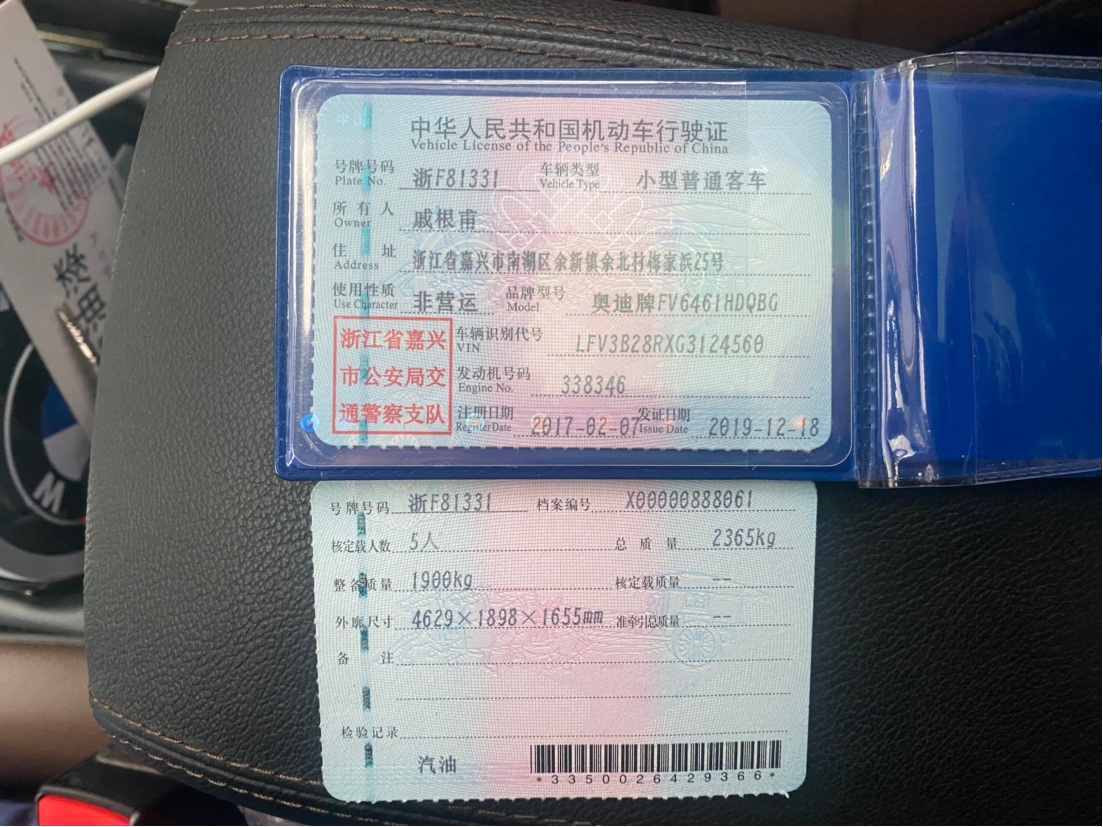 中华人民共和国机动车行驶证
Vehicle License of the People's Republic of China
号牌号码 Plate No. 浙F81331 车辆类型 Vehicle Type 小型普通客车
所有人 Owner 戚根甫
住址 Address 浙江省嘉兴市南湖区余新镇余北村梅家浜25号
使用性质 Use Character 非营运 品牌型号 Model 奥迪牌FV6461HDQBG
浙江省嘉兴 车辆识别代号 VIN LFV3B28RXG3124560
市公安局交 发动机号码 Engine No. 338346
通警察支队 注册日期 Register Date 2017-02-07 发证日期 Issue Date 2019-12-18
号牌号码 浙F81331 档案编号 X00000888061
核定载人数 5人 总质量 2365kg
整备质量 1900kg 核定载质量 --
外廓尺寸 4629×1898×1655mm 准牵引总质量 --
备注
检验记录
汽油 *3350026429366*